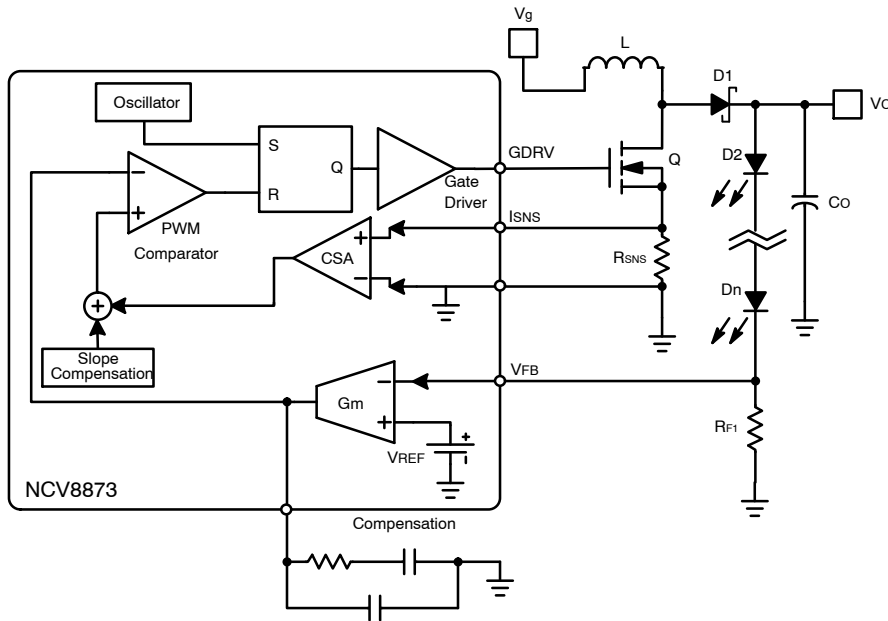 Vg
L
Oscillator
D1
VO
S
Q
R
GDRV
Q
D2
−
+
PWM
Comparator
Gate
Driver
ISNS
CO
CSA
+
−
RSNS
+
Dn
Slope
Compensation
VFB
Gm
−
+
RF1
VREF
+
−
NCV8873
Compensation